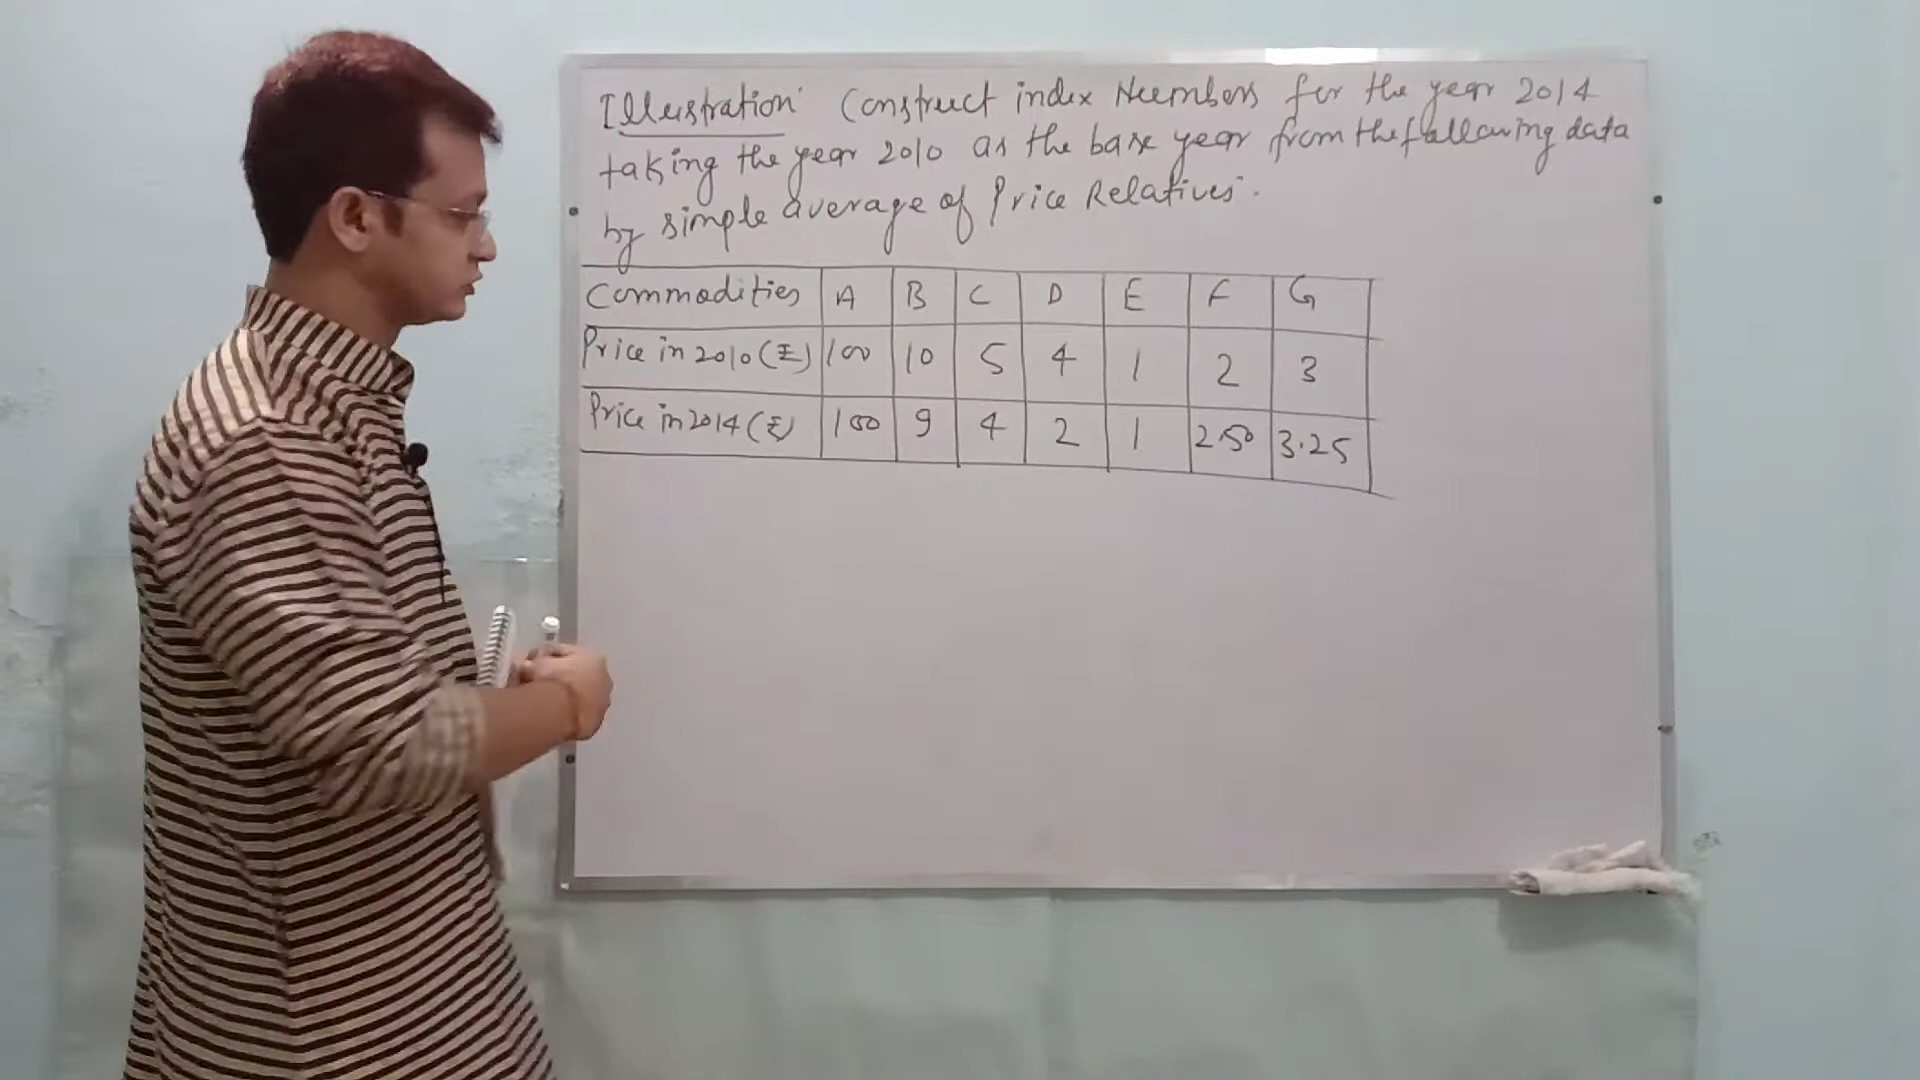 Illustration: Construct index Numbers for the year 2014
taking the year 2010 as the base year from the following data
by simple average of Price Relatives.
Commodities A B C D E F G
Price in 2010 (₹) 100 10 5 4 1 2 3
Price in 2014 (₹) 100 9 4 2 1 2.50 3.25